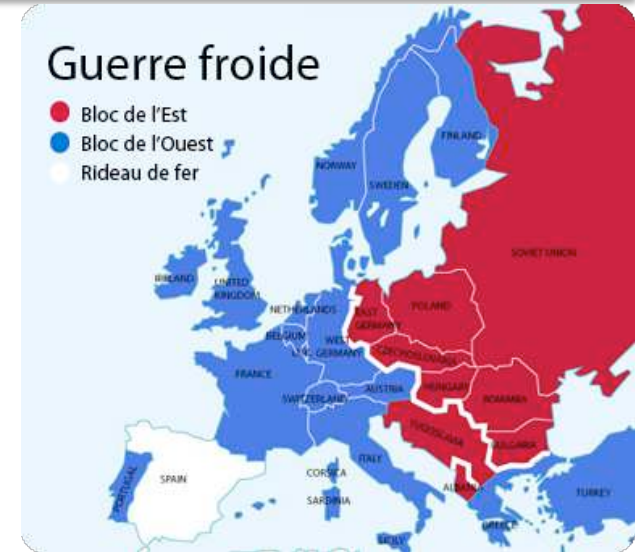 Guerre froide
Bloc de l'Est
Bloc de l'Ouest
Rideau de fer
FINLAND
NORWAY
SWEDEN
SOVIET UNION
IRELAND
UNITED
KINGDOM
NETHERLANDS
EAST
GERMANY
POLAND
BELGIUM
WEST
GERMANY
CZECHOSLOVAKIA
FRANCE
AUSTRIA
HUNGARY
SWITZERLAND
ROMANIA
YUGOSLAVIA
BULGARIA
ITALY
CORSICA
SPAIN
PORTUGAL
ALBANIA
SARDINIA
TURKEY
GREECE
SICILY